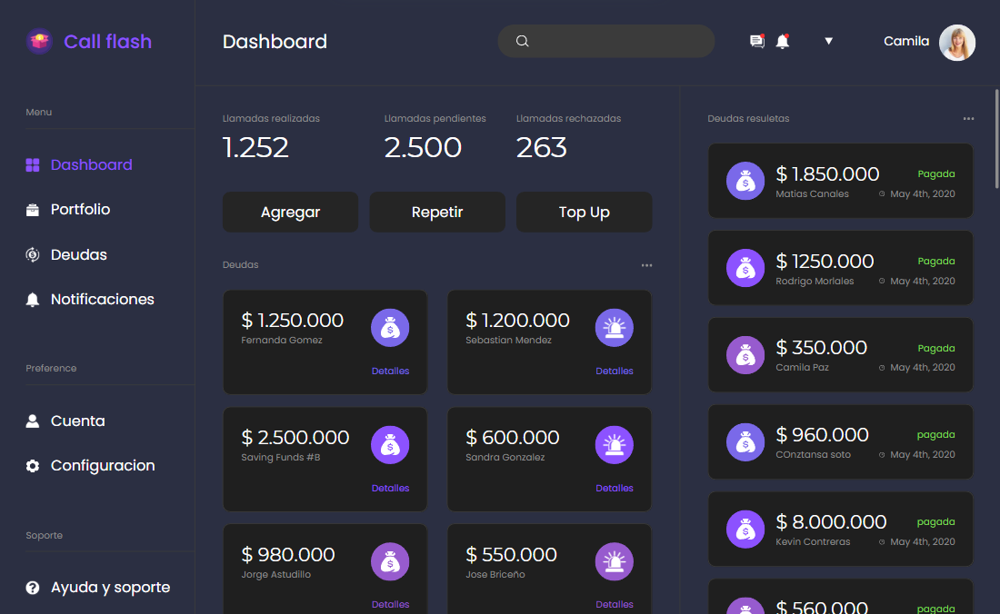 Call flash
Menu
Dashboard
Portfolio
Deudas
Notificaciones
Preference
Cuenta
Configuracion
Soporte
Ayuda y soporte
Dashboard
Camila
Llamadas realizadas
1.252
Llamadas pendientes
2.500
Llamadas rechazadas
263
Agregar
Repetir
Top Up
Deudas
$ 1.250.000
Fernanda Gomez
Detalles
$ 1.200.000
Sebastian Mendez
Detalles
$ 2.500.000
Saving Funds #B
Detalles
$ 600.000
Sandra Gonzalez
Detalles
$ 980.000
Jorge Astudillo
Detalles
$ 550.000
Jose Briceño
Detalles
Deudas resuletas
$ 1.850.000
Pagada
Matias Canales
May 4th, 2020
$ 1250.000
Pagada
Rodrigo Morlales
May 4th, 2020
$ 350.000
Pagada
Camila Paz
May 4th, 2020
$ 960.000
pagada
COnztansa soto
May 4th, 2020
$ 8.000.000
pagada
Kevin Contreras
May 4th, 2020
$ 560.000
pagada